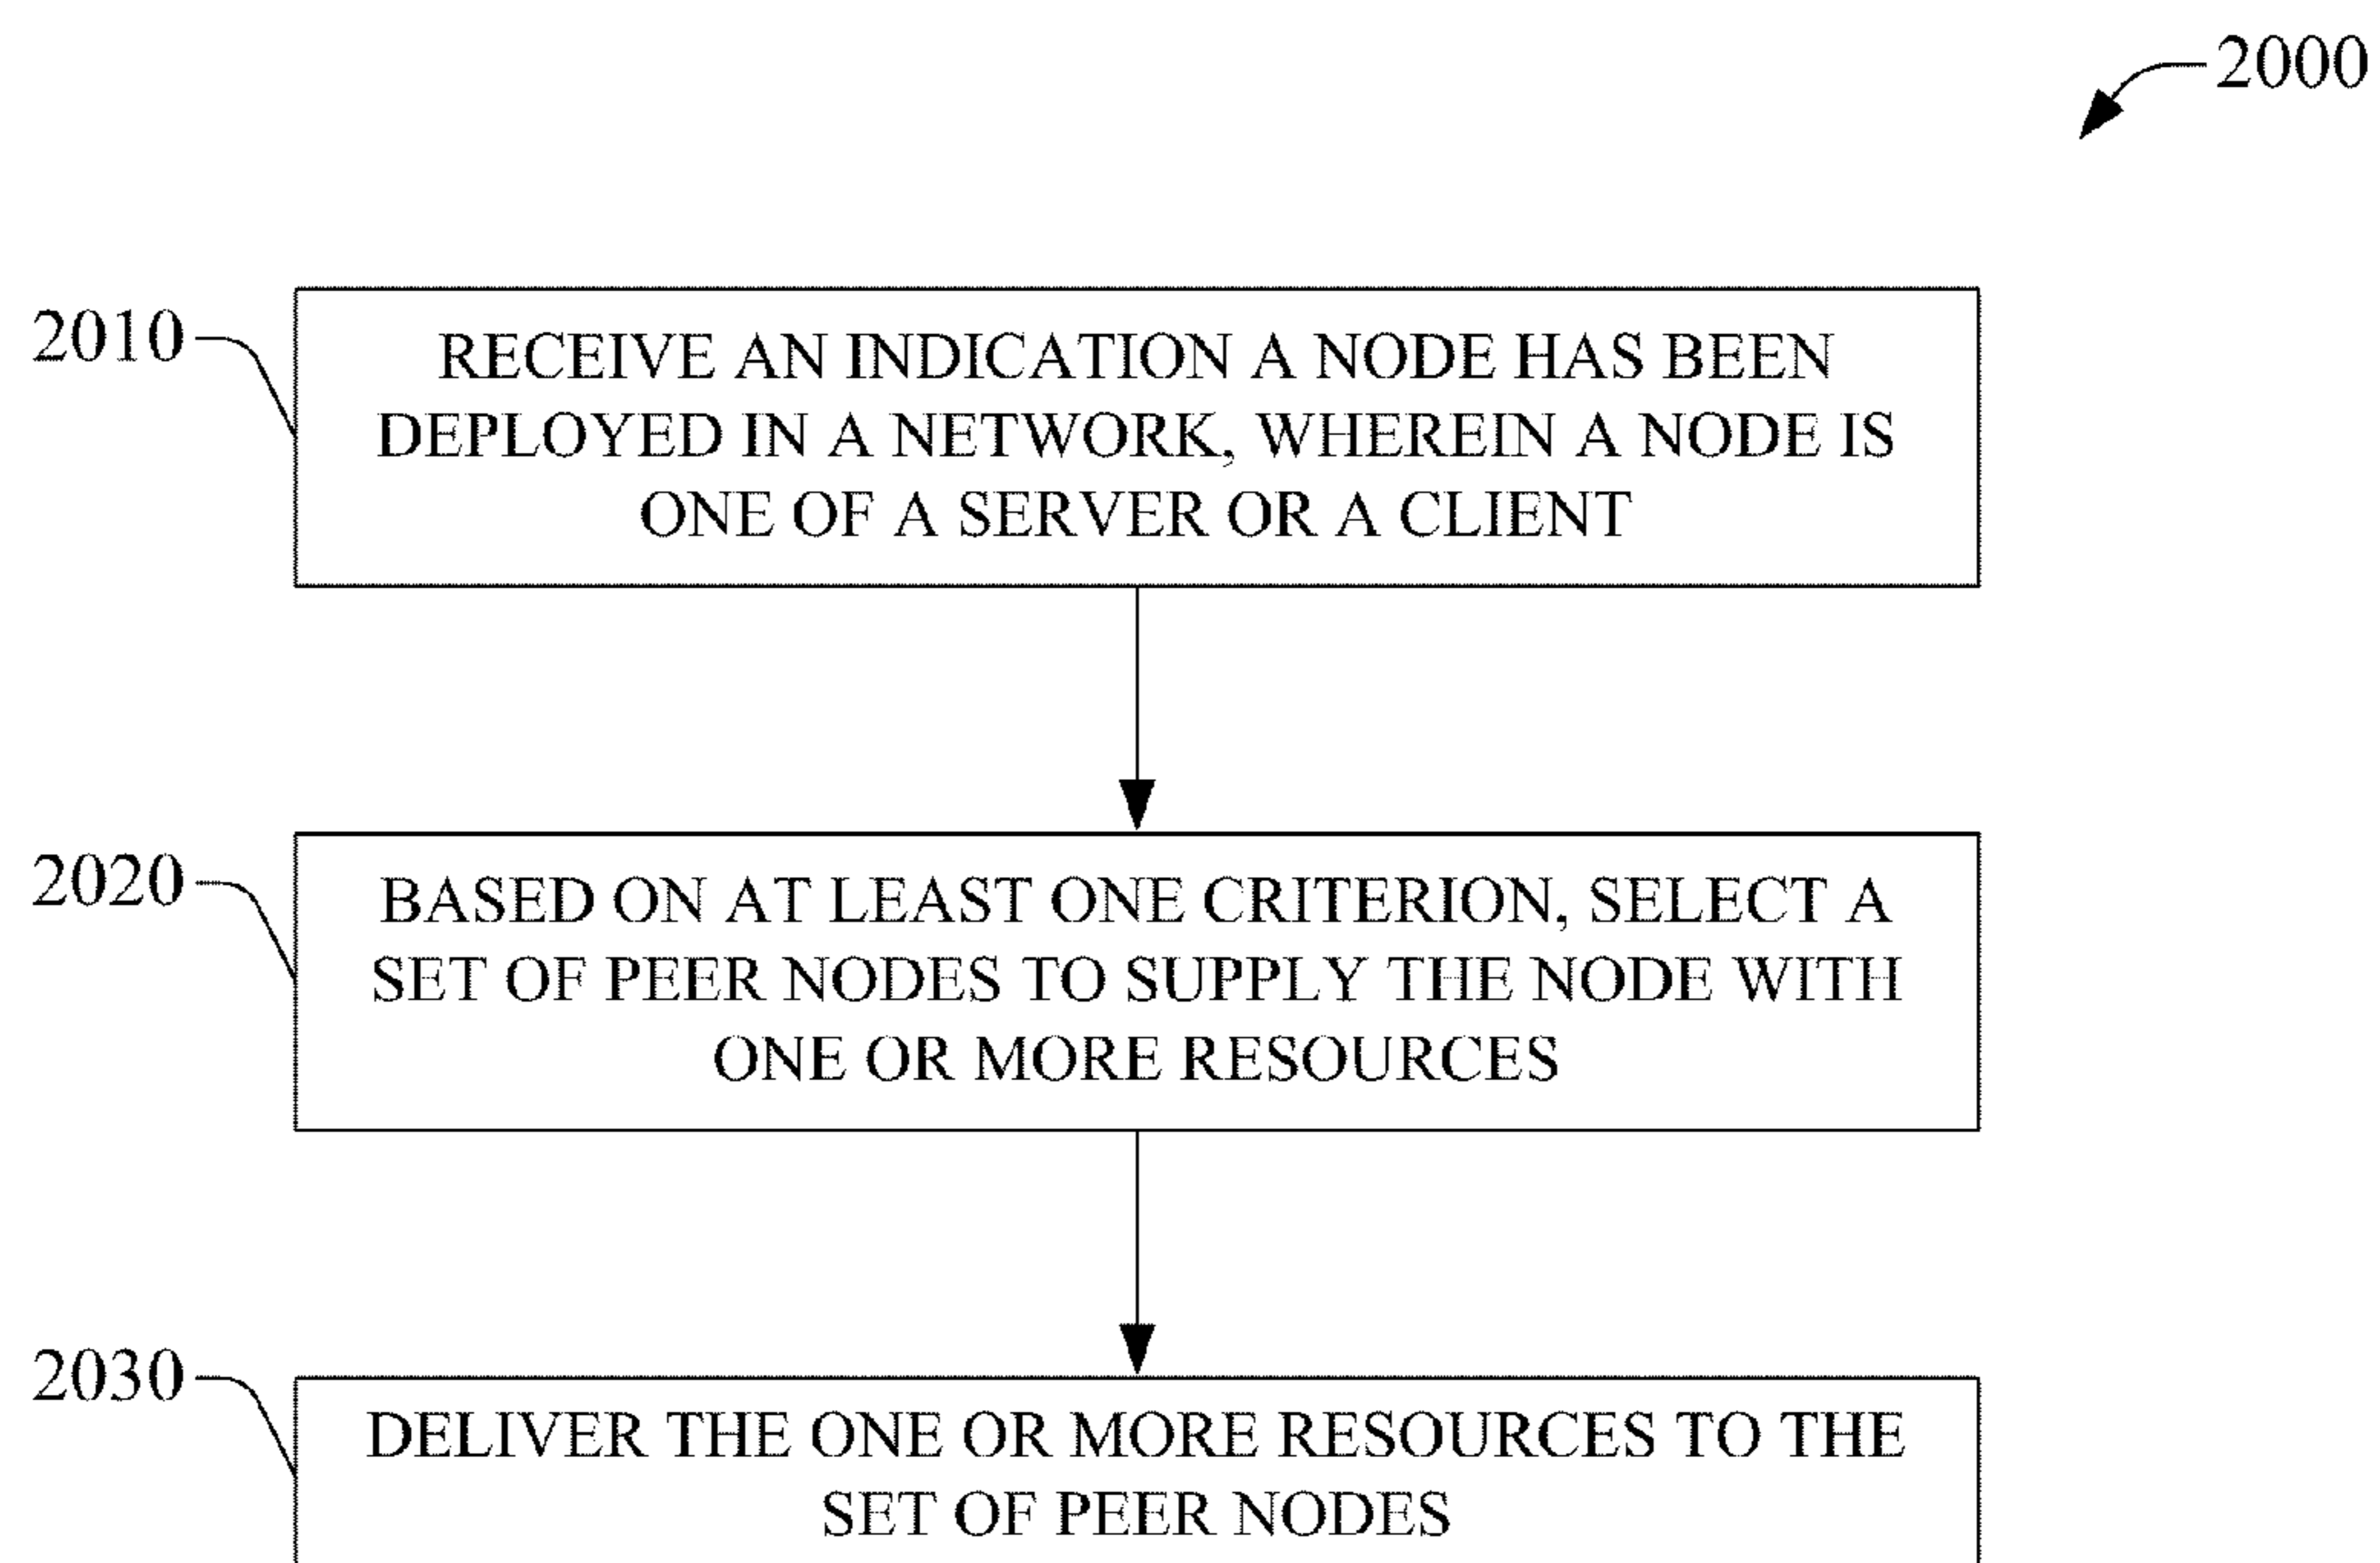 2000
2010
RECEIVE AN INDICATION A NODE HAS BEEN
DEPLOYED IN A NETWORK, WHEREIN A NODE IS
ONE OF A SERVER OR A CLIENT
2020
BASED ON AT LEAST ONE CRITERION, SELECT A
SET OF PEER NODES TO SUPPLY THE NODE WITH
ONE OR MORE RESOURCES
2030
DELIVER THE ONE OR MORE RESOURCES TO THE
SET OF PEER NODES